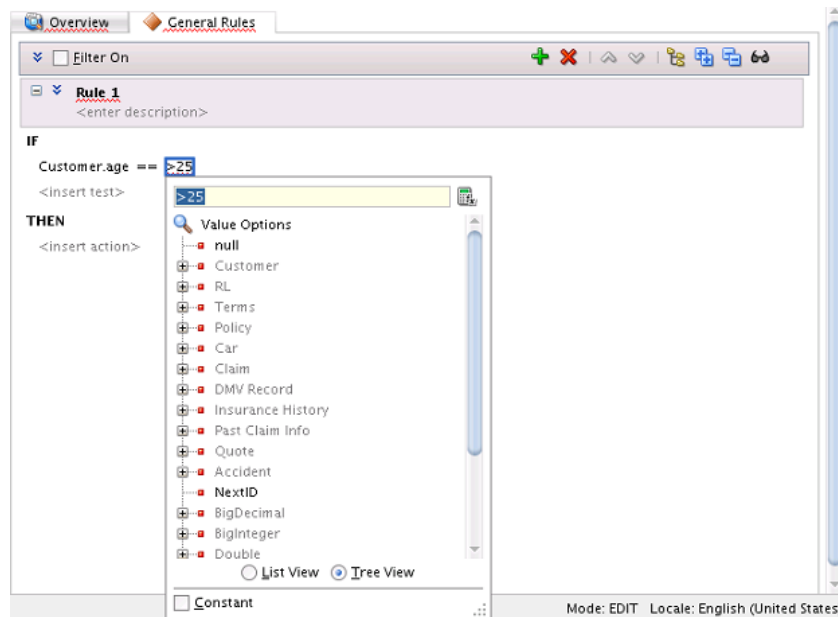 Overview General Rules
Filter On
Rule 1
<enter description>
IF
Customer.age == >25
<insert test>
>25
THEN
<insert action>
Value Options
null
Customer
RL
Terms
Policy
Car
Claim
DMV Record
Insurance History
Past Claim Info
Quote
Accident
NextID
BigDecimal
BigInteger
Double
List View Tree View
Constant
Mode: EDIT Locale: English (United States